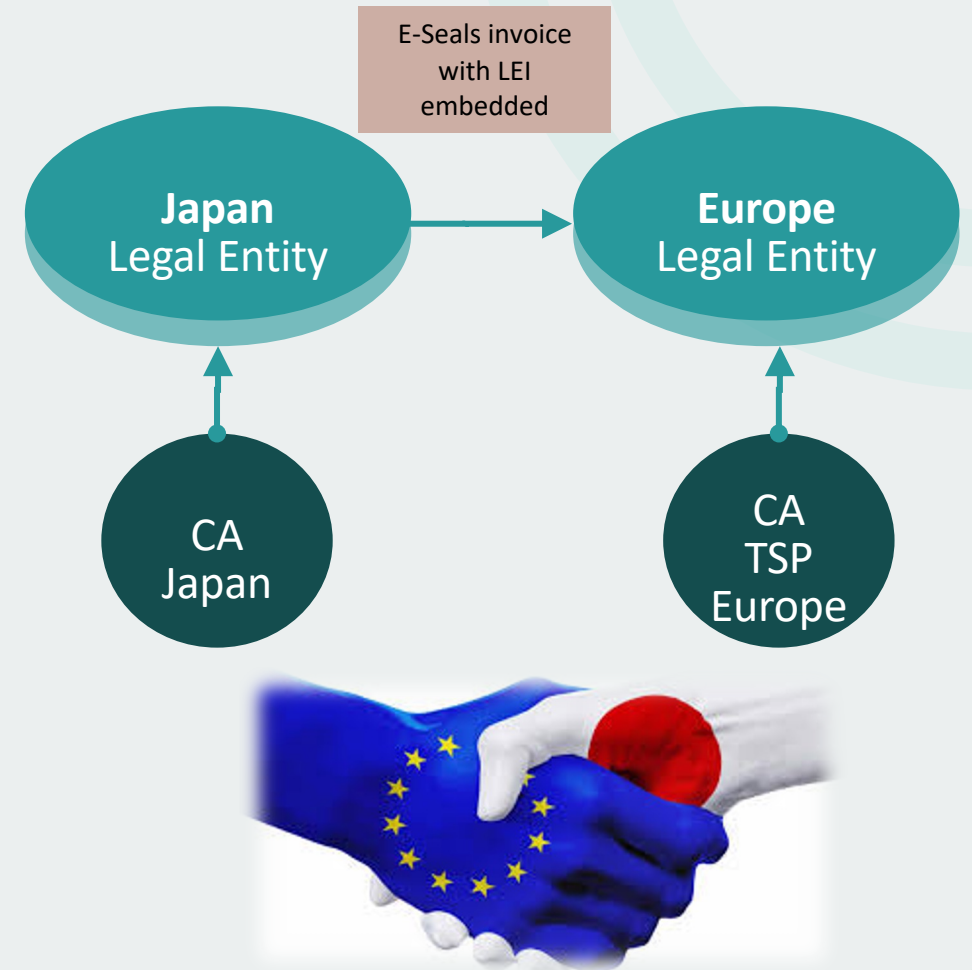 E-Seals invoice
with LEI
embedded
Japan
Legal Entity
Europe
Legal Entity
CA
Japan
CA
TSP
Europe